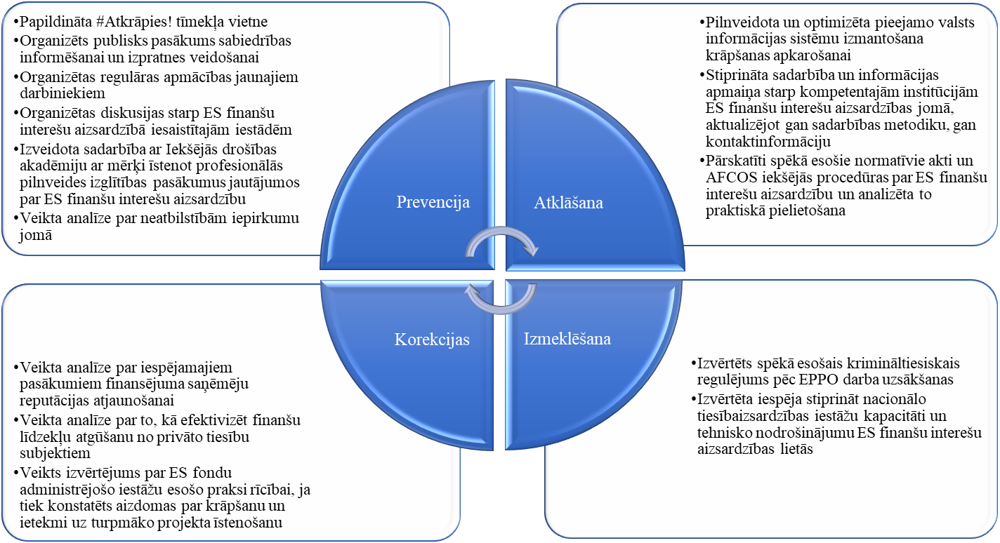 •Papildināta #Atkrāpies! tīmekļa vietne
•Organizēts publisks pasākums sabiedrības
informēšanai un izpratnes veidošanai
•Organizētas regulāras apmācības jaunajiem
darbiniekiem
•Organizētas diskusijas starp ES finanšu
interešu aizsardzībā iesaistītajām iestādēm
•Izveidota sadarbība ar Iekšējās drošības
akadēmiju ar mērķi īstenot profesionālās
pilnveides izglītības pasākumus jautājumos
par ES finanšu interešu aizsardzību
•Veikta analīze par neatbilstībām iepirkumu
jomā
Prevencija
•Pilnveidota un optimizēta pieejamo valsts
informācijas sistēmu izmantošana
krāpšanas apkarošanai
•Stiprināta sadarbība un informācijas
apmaiņa starp kompetentajām institūcijām
ES finanšu interešu aizsardzības jomā,
aktualizējot gan sadarbības metodiku, gan
kontaktinformāciju
•Pārskatīti spēkā esošie normatīvie akti un
AFCOS iekšējās procedūras par ES finanšu
interešu aizsardzību un analizēta to
praktiskā pielietošana
Atklāšana
•Veikta analīze par iespējamajiem
pasākumiem finansējuma saņēmēju
reputācijas atjaunošanai
•Veikta analīze par to, kā efektivizēt finanšu
līdzekļu atgūšanu no privāto tiesību
subjektiem
•Veikts izvērtējums par ES fondu
administrējošo iestāžu esošo praksi rīcībai, ja
tiek konstatēts aizdomas par krāpšanu un
ietekmi uz turpmāko projekta īstenošanu
Korekcijas
Izmeklēšana
•Izvērtēts spēkā esošais krimināltiesiskais
regulējums pēc EPPO darba uzsākšanas
•Izvērtēta iespēja stiprināt nacionālo
tiesībaizsardzības iestāžu kapacitāti un
tehnisko nodrošinājumu ES finanšu interešu
aizsardzības lietās